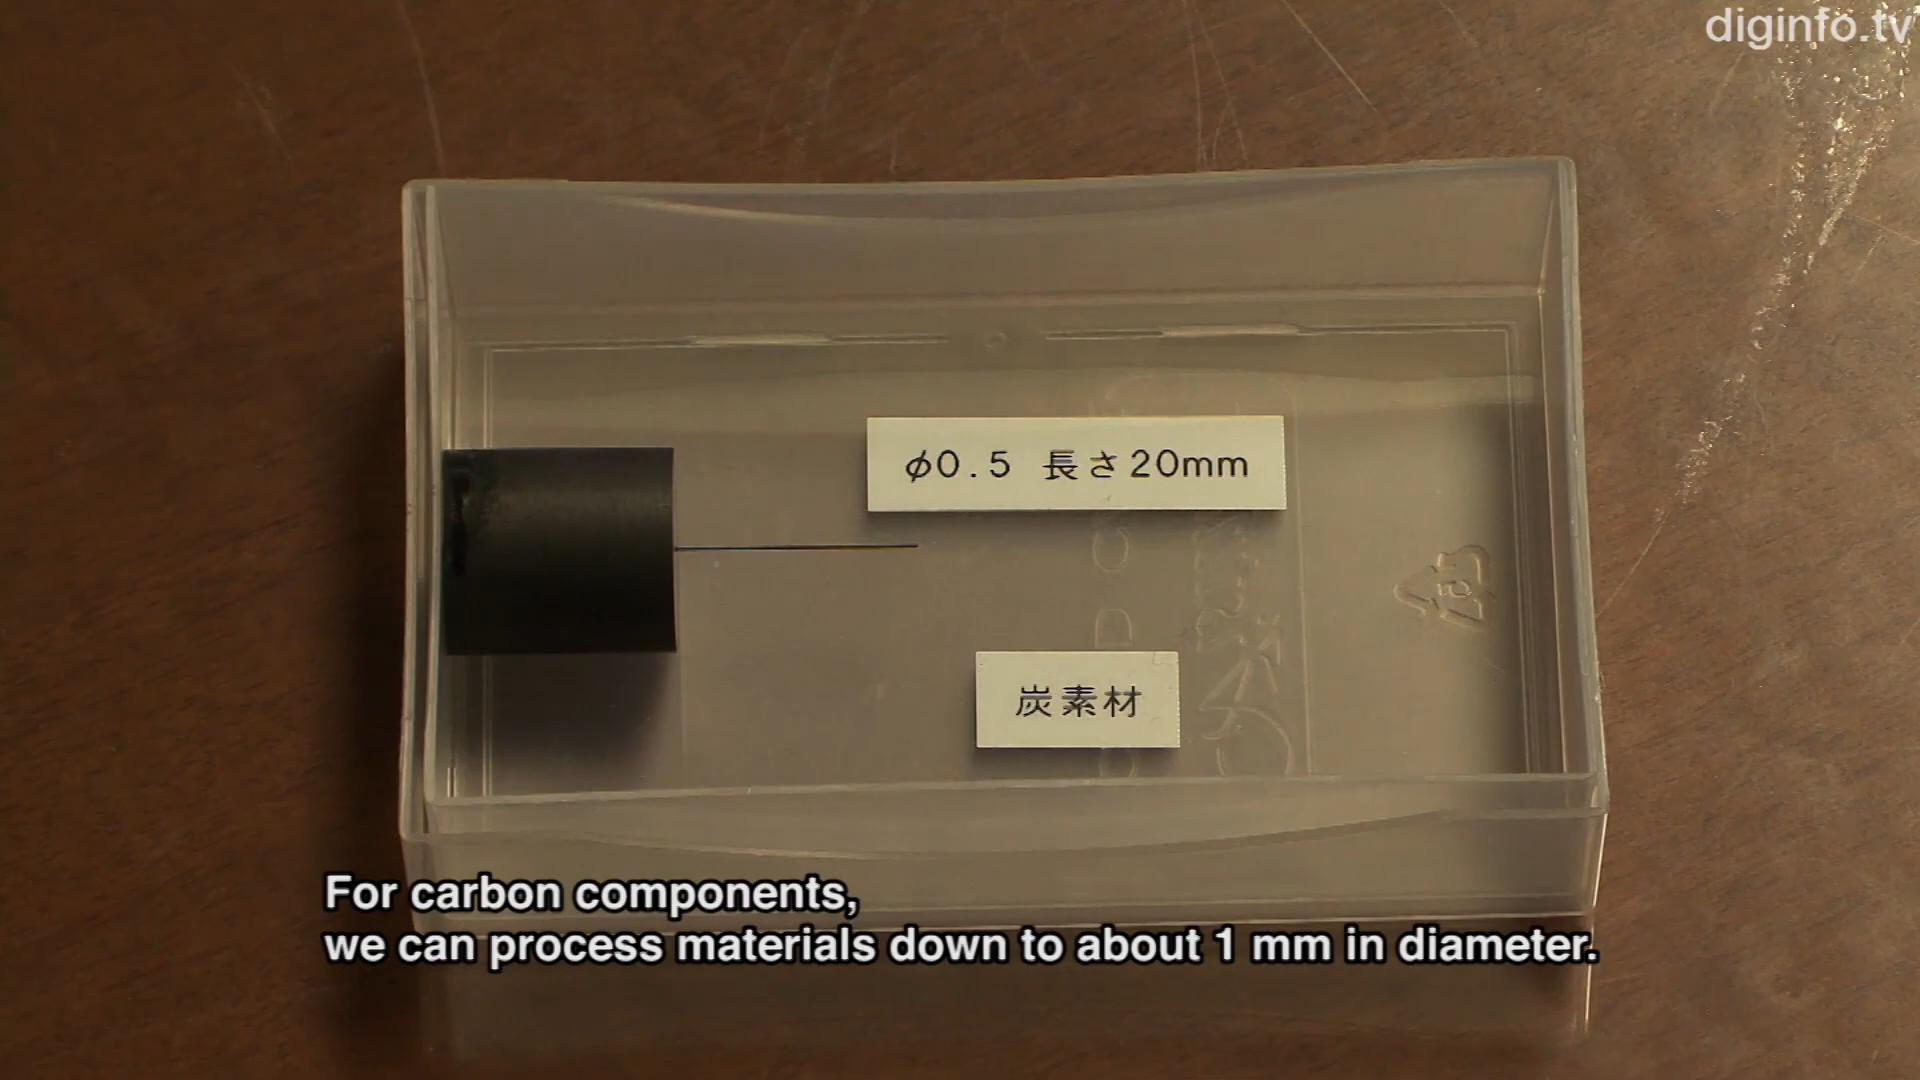 diginfo.tv
φ0.5 長さ20mm
炭素材
For carbon components,
we can process materials down to about 1 mm in diameter.